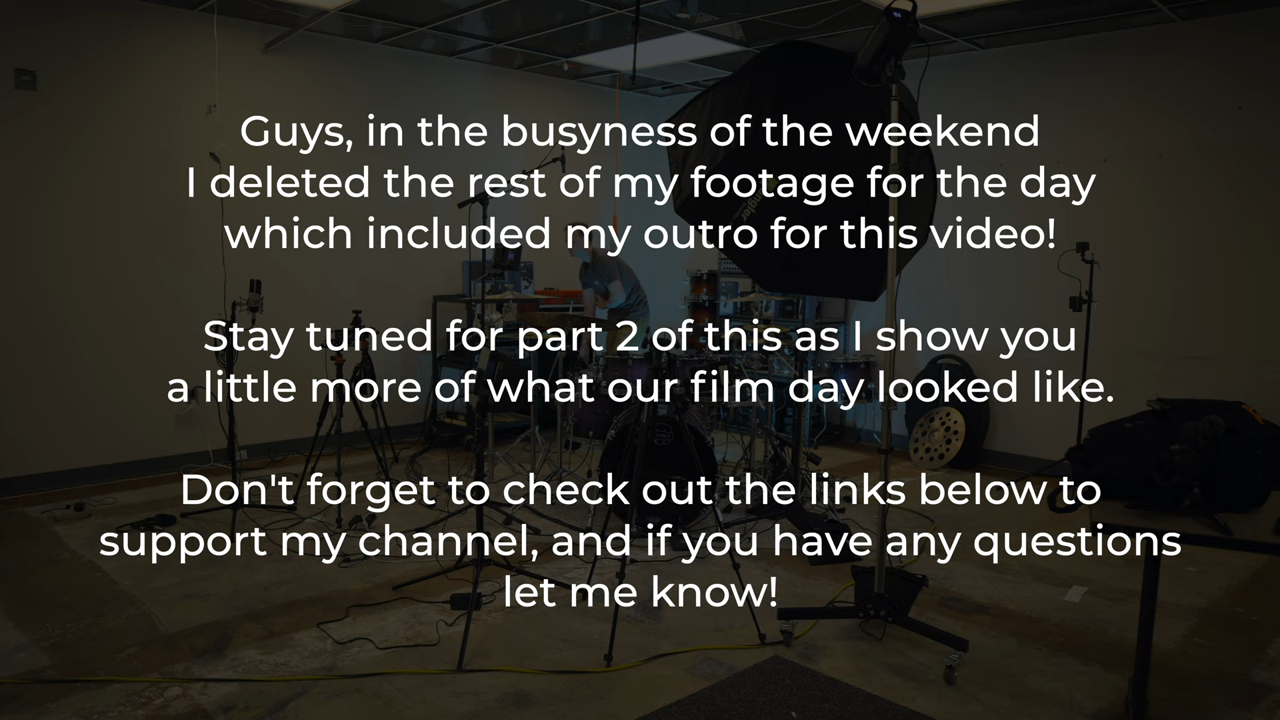 Guys, in the busyness of the weekend
I deleted the rest of my footage for the day
which included my outro for this video!
Stay tuned for part 2 of this as I show you
a little more of what our film day looked like.
Don't forget to check out the links below to
support my channel, and if you have any questions
let me know!